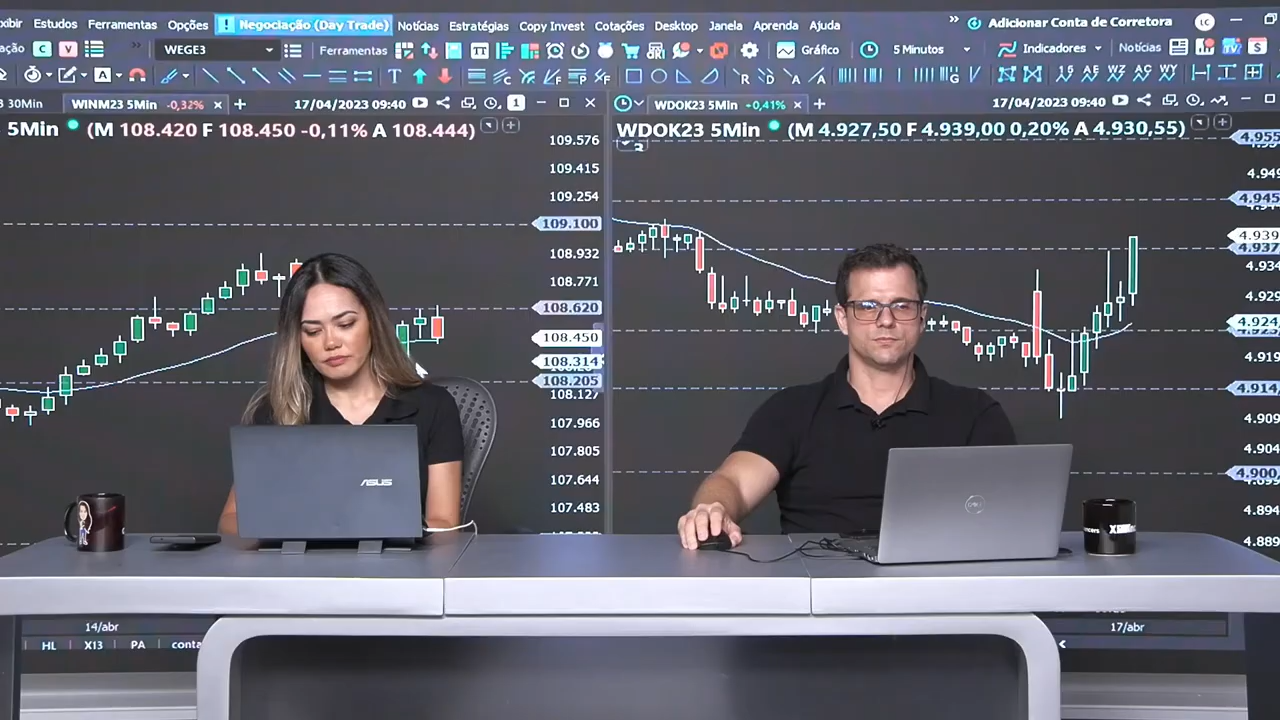 xibir Estudos Ferramentas Opções ! Negociação (Day Trade) Notícias Estratégias Copy Invest Cotações Desktop Janela Aprenda Ajuda » Adicionar Conta de Corretora LC
ação C V » WEGE3 Ferramentas Gráfico 5 Minutos Indicadores Notícias
A T
30Min WINM23 5Min -0,32% × + 17/04/2023 09:40 1 WDOK23 5Min +0,41% × + 17/04/2023 09:40
5Min (M 108.420 F 108.450 -0,11% A 108.444)
WDOK23 5Min (M 4.927,50 F 4.939,00 0,20% A 4.930,55)
109.576
109.415
109.254
109.100
108.932
108.771
108.620
108.450
108.314
108.205
108.127
107.966
107.805
107.644
107.483
4.955
4.949
4.945
4.939
4.937
4.934
4.929
4.924
4.919
4.914
4.909
4.904
4.900
4.894
4.889
ASUS
DELL
14/abr
17/abr
HL X13 PA conta